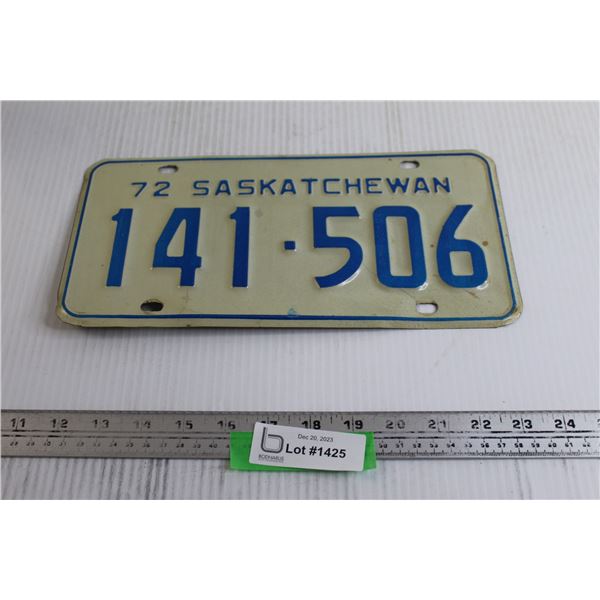 72 SASKATCHEWAN
141·506
11 12 13 14 15 16 17 18 19 20 21 22 23 24
Dec 20, 2023
BODNARUS
Lot #1425